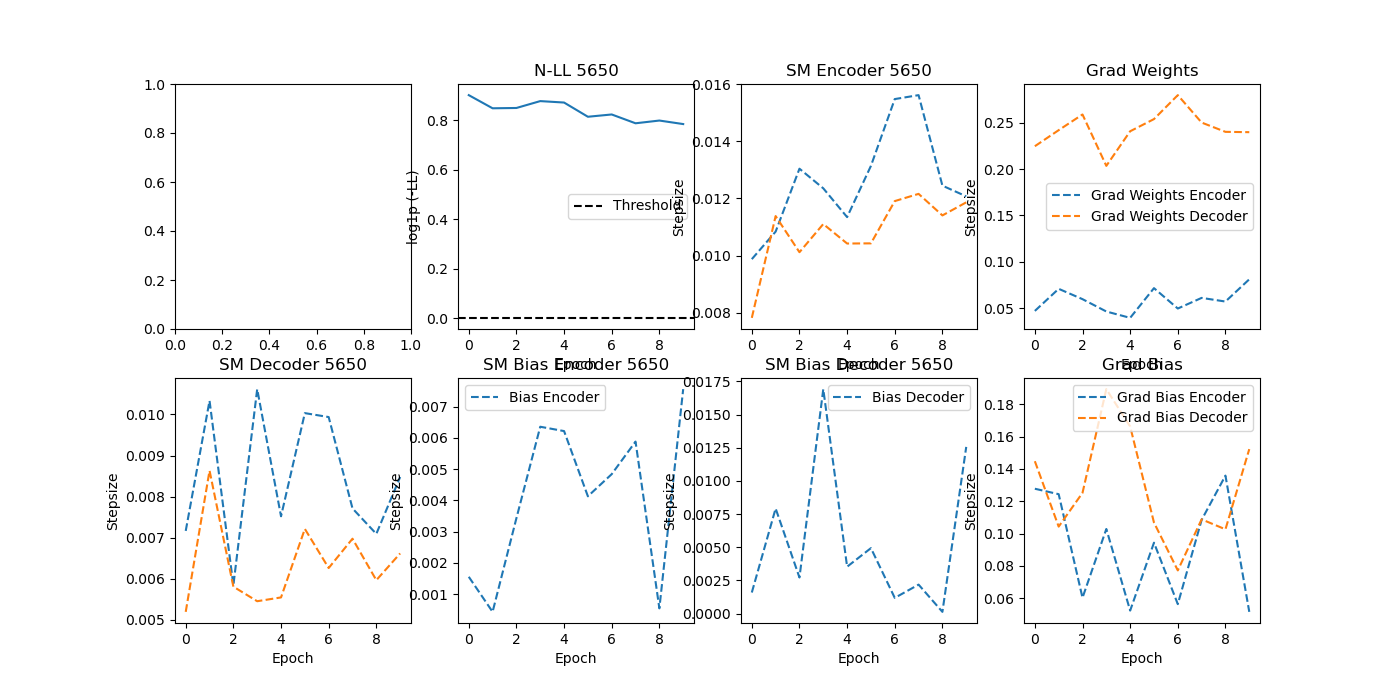 N-LL 5650
SM Encoder 5650
Grad Weights
1.0
0.8
0.6
0.4
0.2
0.0
0.0 0.2 0.4 0.6 0.8 1.0
log1p (-LL)
0.8
0.6
0.4
0.2
0.0
Threshold
0 2 4 6 8
Epoch
Stepsize
0.016
0.014
0.012
0.010
0.008
0 2 4 6 8
Epoch
Stepsize
0.25
0.20
0.15
0.10
0.05
Grad Weights Encoder
Grad Weights Decoder
0 2 4 6 8
Epoch
SM Decoder 5650
SM Bias Encoder 5650
SM Bias Decoder 5650
Grad Bias
Stepsize
0.010
0.009
0.008
0.007
0.006
0.005
0 2 4 6 8
Epoch
Stepsize
0.007
0.006
0.005
0.004
0.003
0.002
0.001
Bias Encoder
0 2 4 6 8
Epoch
Stepsize
0.0175
0.0150
0.0125
0.0100
0.0075
0.0050
0.0025
0.0000
Bias Decoder
0 2 4 6 8
Epoch
Stepsize
0.18
0.16
0.14
0.12
0.10
0.08
0.06
Grad Bias Encoder
Grad Bias Decoder
0 2 4 6 8
Epoch